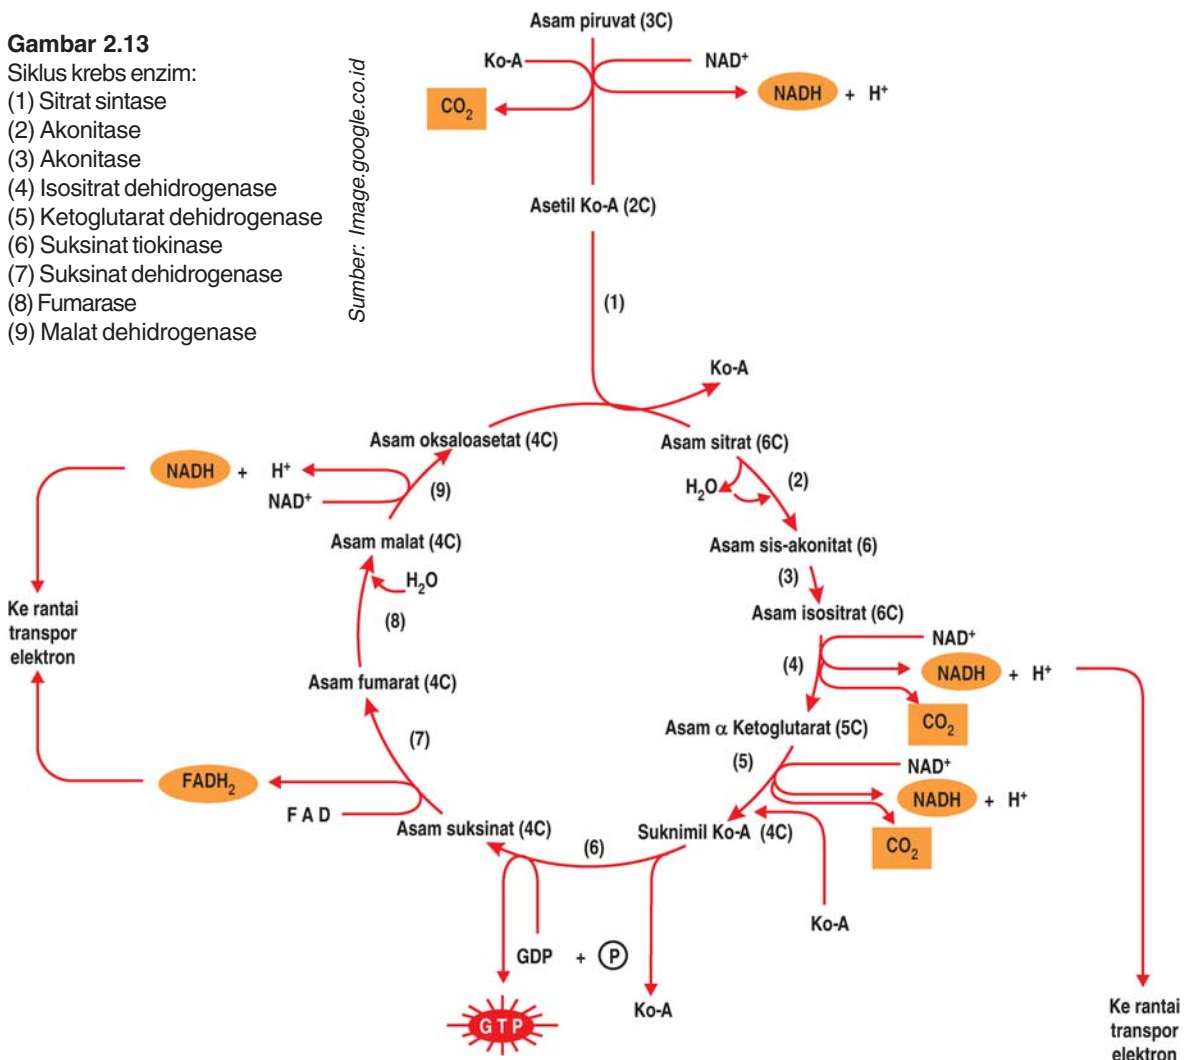 Gambar 2.13
Siklus krebs enzim:
(1) Sitrat sintase
(2) Akonitase
(3) Akonitase
(4) Isositrat dehidrogenase
(5) Ketoglutarat dehidrogenase
(6) Suksinat tiokinase
(7) Suksinat dehidrogenase
(8) Fumarase
(9) Malat dehidrogenase
Sumber: Image.google.co.id
Asam piruvat (3C)
Ko-A
NAD⁺
CO₂
NADH + H⁺
Asetil Ko-A (2C)
(1)
Ko-A
Asam oksaloasetat (4C)
Asam sitrat (6C)
NADH + H⁺
NAD⁺
(9)
H₂O
(2)
Asam malat (4C)
Asam sis-akonitat (6)
H₂O
(3)
Ke rantai
transpor
elektron
(8)
Asam isositrat (6C)
NAD⁺
(4)
NADH + H⁺
Asam fumarat (4C)
CO₂
Asam α Ketoglutarat (5C)
(7)
(5)
NAD⁺
FADH₂
NADH + H⁺
F A D
Asam suksinat (4C)
Suknimil Ko-A (4C)
(6)
CO₂
Ko-A
GDP + P
Ko-A
G T P
Ke rantai
transpor
elektron